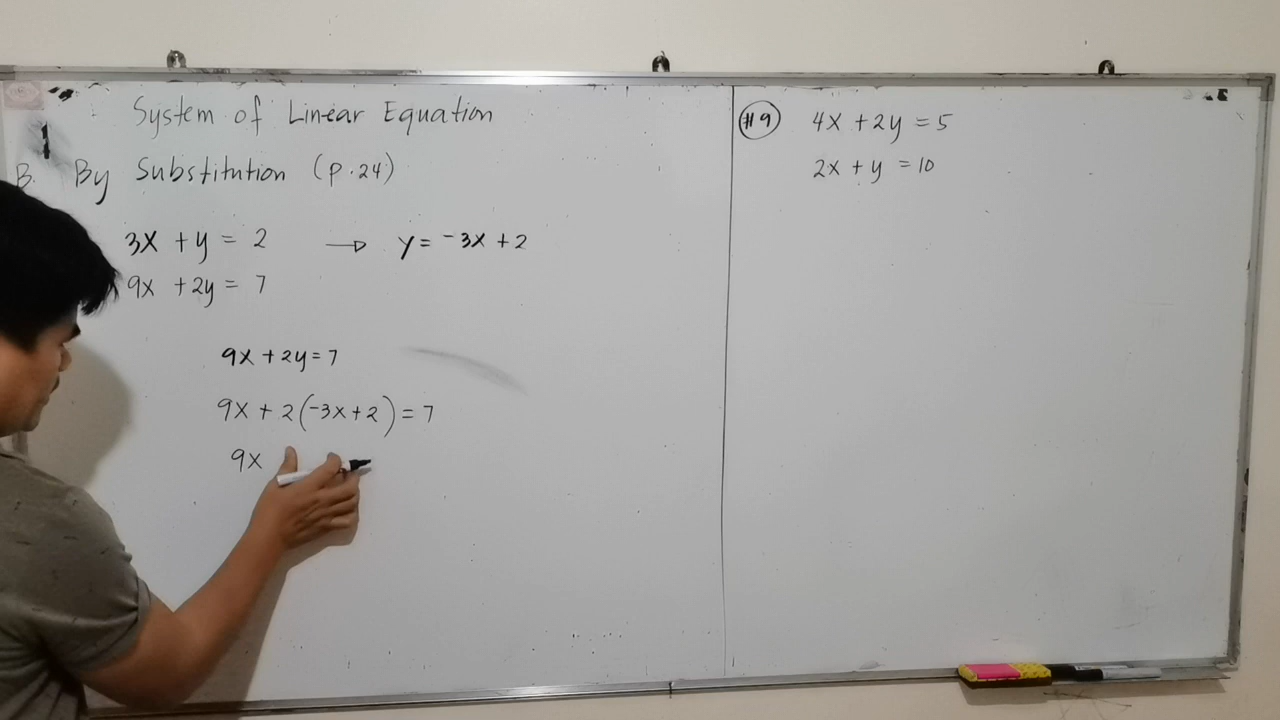 System of Linear Equation
B. By Substitution (p.24)
3x + y = 2 → y = -3x + 2
9x + 2y = 7
9x + 2y = 7
9x + 2(-3x + 2) = 7
9x
#9 4x + 2y = 5
2x + y = 10